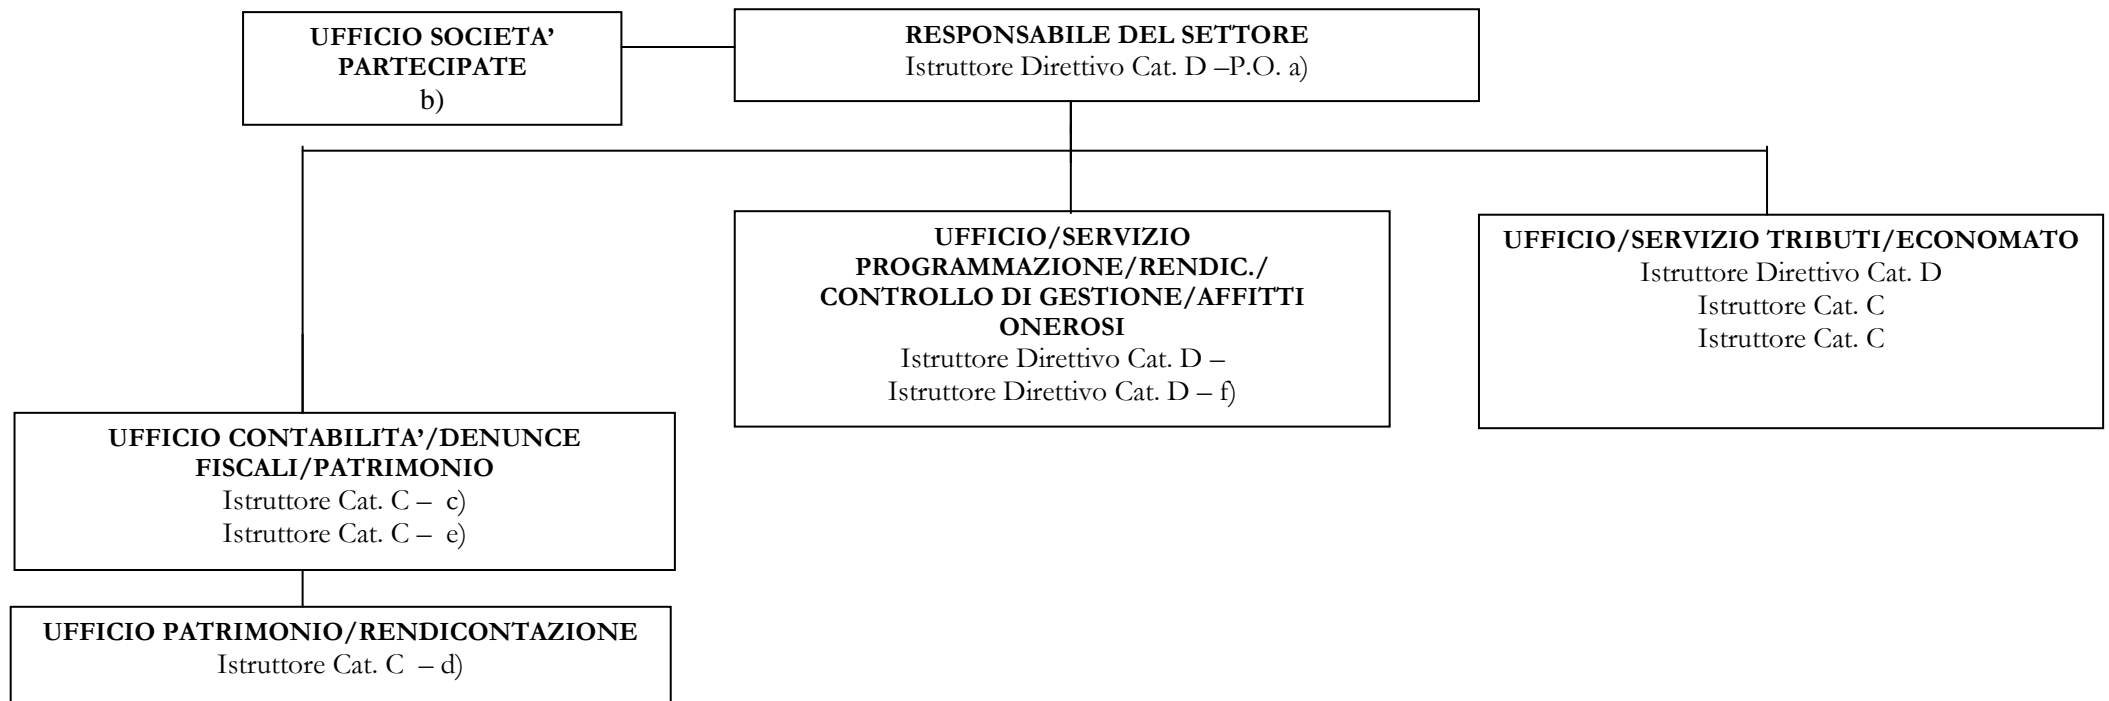 UFFICIO SOCIETA’
PARTECIPATE
b)
RESPONSABILE DEL SETTORE
Istruttore Direttivo Cat. D –P.O. a)
UFFICIO/SERVIZIO
PROGRAMMAZIONE/RENDIC./
CONTROLLO DI GESTIONE/AFFITTI
ONEROSI
Istruttore Direttivo Cat. D –
Istruttore Direttivo Cat. D – f)
UFFICIO/SERVIZIO TRIBUTI/ECONOMATO
Istruttore Direttivo Cat. D
Istruttore Cat. C
Istruttore Cat. C
UFFICIO CONTABILITA’/DENUNCE
FISCALI/PATRIMONIO
Istruttore Cat. C – c)
Istruttore Cat. C – e)
UFFICIO PATRIMONIO/RENDICONTAZIONE
Istruttore Cat. C – d)